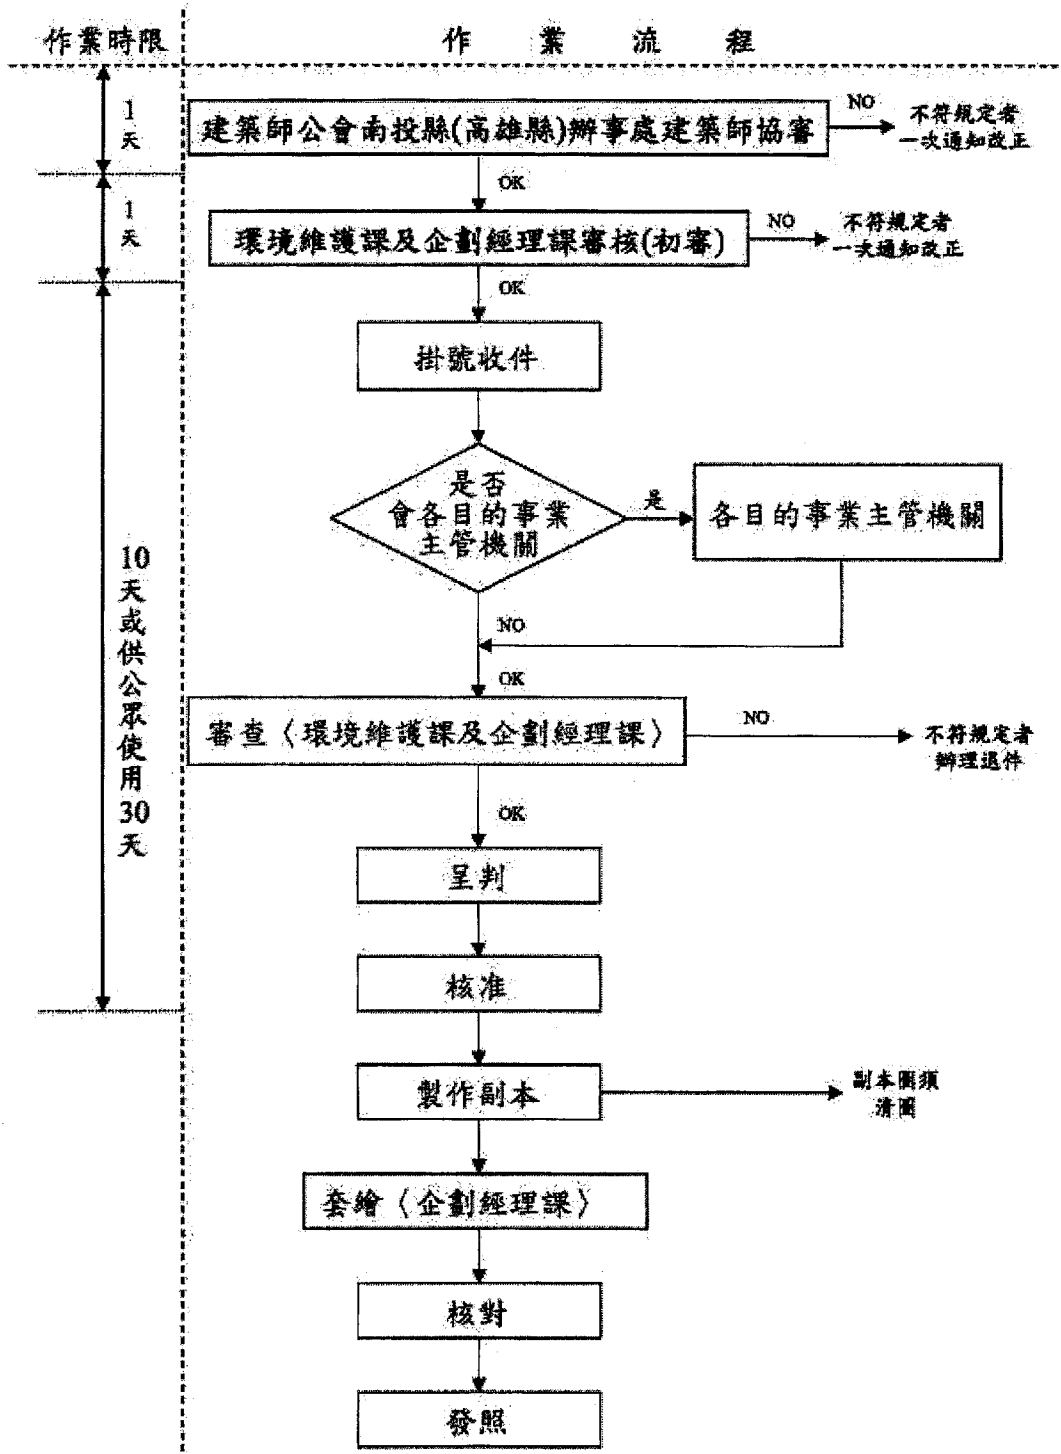 作業時限
作業流程
1
天
建築師公會南投縣(高雄縣)辦事處建築師協審
NO
不符規定者
一次通知改正
OK
1
天
環境維護課及企劃經理課審核(初審)
NO
不符規定者
一次通知改正
OK
掛號收件
是否
會各目的事業
主管機關
是
各目的事業主管機關
10
天
或
供
公
眾
使
用
30
天
NO
OK
審查〈環境維護課及企劃經理課〉
NO
不符規定者
辦理退件
OK
呈判
核准
製作副本
副本圖須
清圖
套繪〈企劃經理課〉
核對
發照